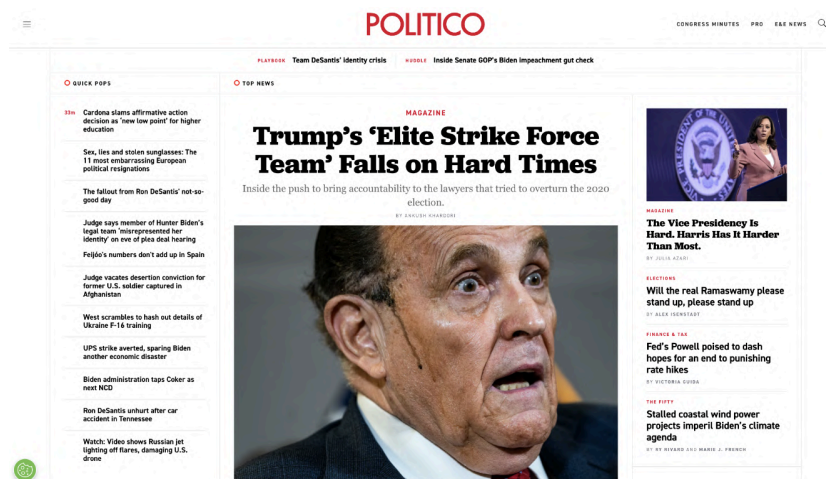 POLITICO
CONGRESS MINUTES PRO E&E NEWS
PLAYBOOK Team DeSantis' identity crisis HUDDLE Inside Senate GOP's Biden impeachment gut check
QUICK POPS
33m Cardona slams affirmative action
decision as 'new low point' for higher
education
Sex, lies and stolen sunglasses: The
11 most embarrassing European
political resignations
The fallout from Ron DeSantis' not-so-
good day
Judge says member of Hunter Biden's
legal team 'misrepresented her
identity' on eve of plea deal hearing
Feijóo's numbers don't add up in Spain
Judge vacates desertion conviction for
former U.S. soldier captured in
Afghanistan
West scrambles to hash out details of
Ukraine F-16 training
UPS strike averted, sparing Biden
another economic disaster
Biden administration taps Coker as
next NCD
Ron DeSantis unhurt after car
accident in Tennessee
Watch: Video shows Russian jet
lighting off flares, damaging U.S.
drone
TOP NEWS
MAGAZINE
Trump's 'Elite Strike Force
Team' Falls on Hard Times
Inside the push to bring accountability to the lawyers that tried to overturn the 2020
election.
BY ANKUSH KHARDORI
VICE PRESIDENT OF THE UNI
MAGAZINE
The Vice Presidency Is
Hard. Harris Has It Harder
Than Most.
BY JULIA AZARI
ELECTIONS
Will the real Ramaswamy please
stand up, please stand up
BY ALEX ISENSTADT
FINANCE & TAX
Fed's Powell poised to dash
hopes for an end to punishing
rate hikes
BY VICTORIA GUIDA
THE FIFTY
Stalled coastal wind power
projects imperil Biden's climate
agenda
BY RY RIVARD AND MARIE J. FRENCH